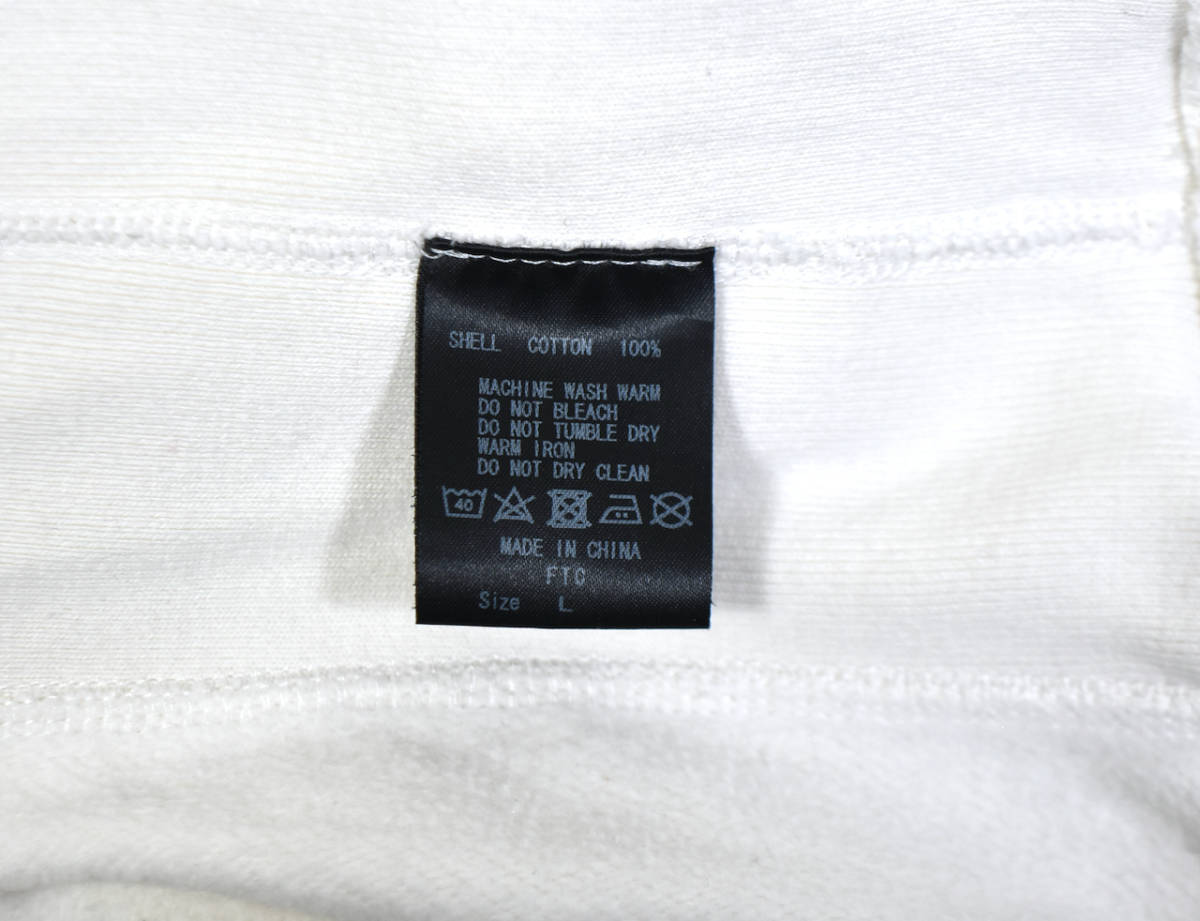 SHELL COTTON 100%
MACHINE WASH WARM
DO NOT BLEACH
DO NOT TUMBLE DRY
WARM IRON
DO NOT DRY CLEAN
40
MADE IN CHINA
FTC
Size L